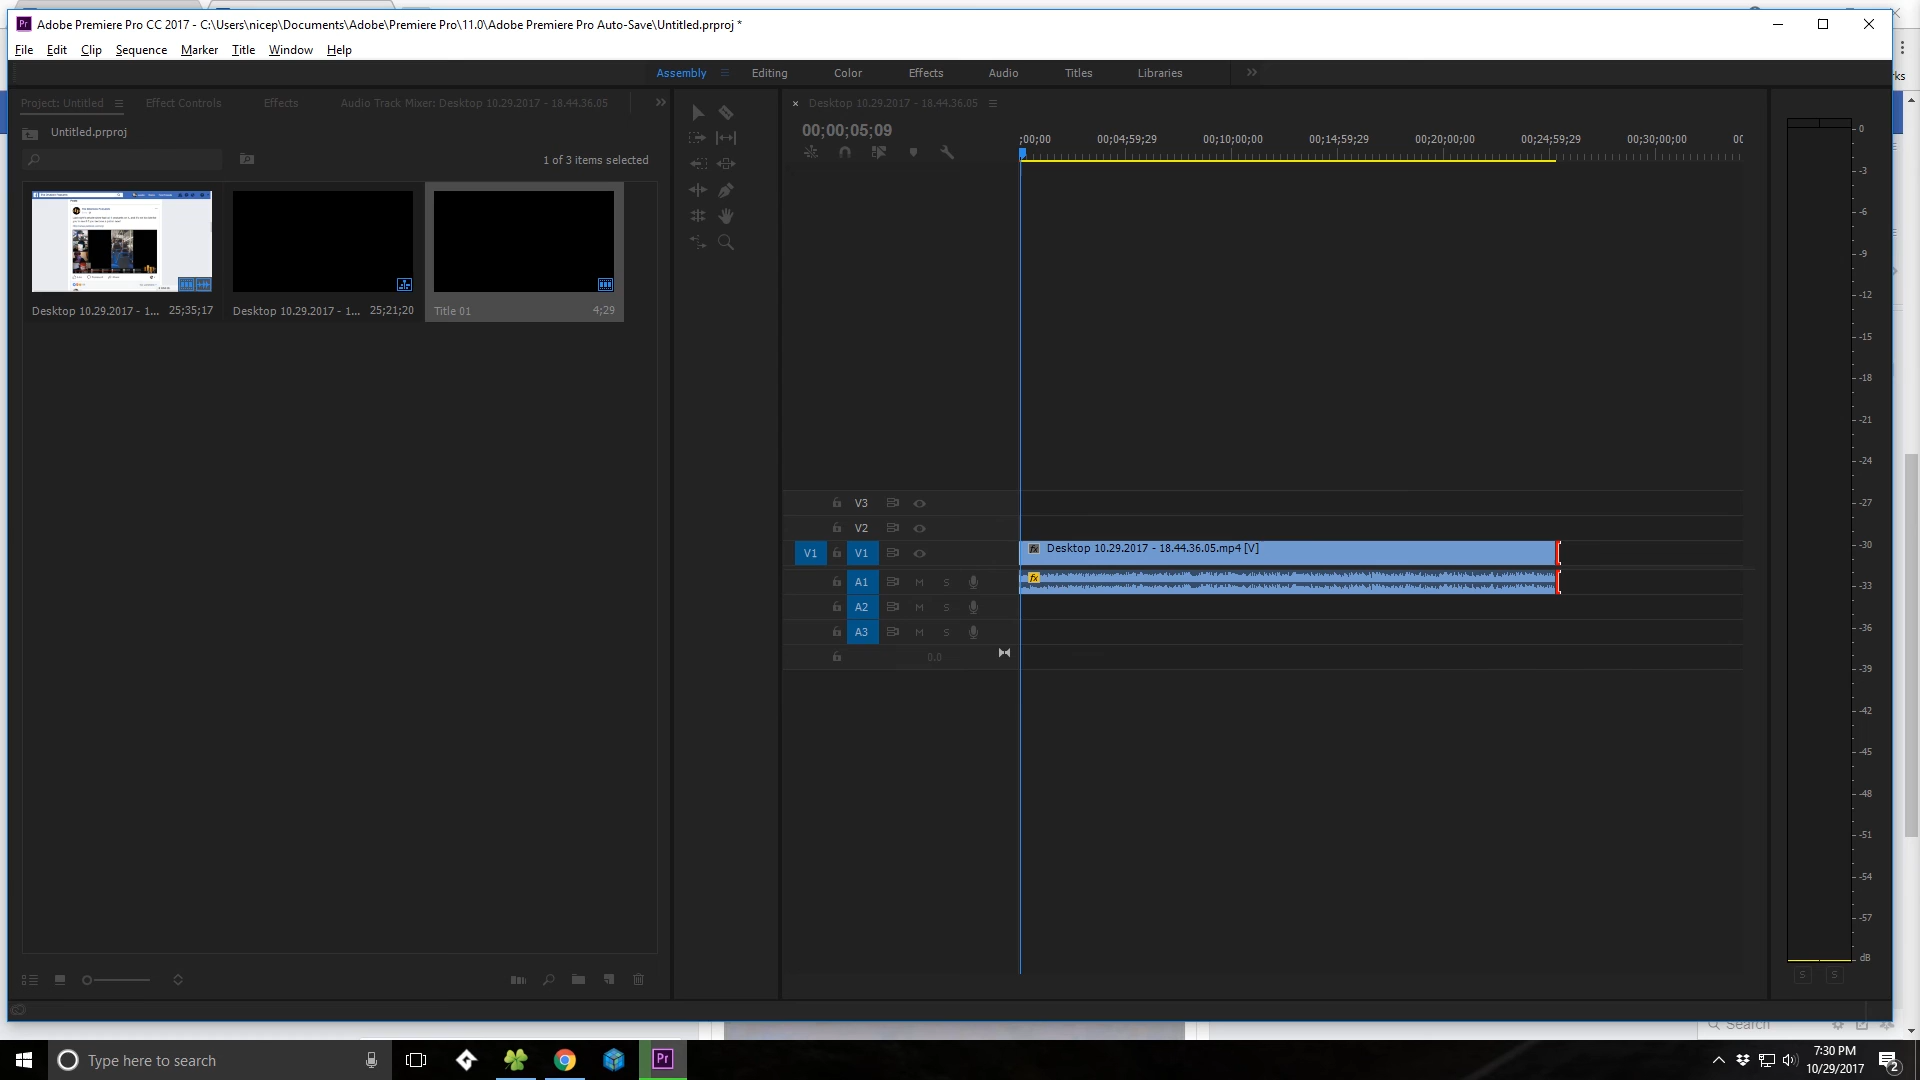 Adobe Premiere Pro CC 2017 - C:\Users\nicep\Documents\Adobe\Premiere Pro\11.0\Adobe Premiere Pro Auto-Save\Untitled.prproj *
File Edit Clip Sequence Marker Title Window Help
Assembly Editing Color Effects Audio Titles Libraries
Project: Untitled Effect Controls Effects Audio Track Mixer: Desktop 10.29.2017 - 18.44.36.05
Untitled.prproj
1 of 3 items selected
Desktop 10.29.2017 - 1... 25;35;17
Desktop 10.29.2017 - 1... 25;21;20
Title 01 4;29
× Desktop 10.29.2017 - 18.44.36.05
00;00;05;09
;00;00 00;04;59;29 00;10;00;00 00;14;59;29 00;20;00;00 00;24;59;29 00;30;00;00 00
V3
V2
V1 V1 fx Desktop 10.29.2017 - 18.44.36.05.mp4 [V]
A1 M S fx
A2 M S
A3 M S
0.0
0
-3
-6
-9
-12
-15
-18
-21
-24
-27
-30
-33
-36
-39
-42
-45
-48
-51
-54
-57
dB
S S
rks
Search
Type here to search
Pr
7:30 PM
10/29/2017
2